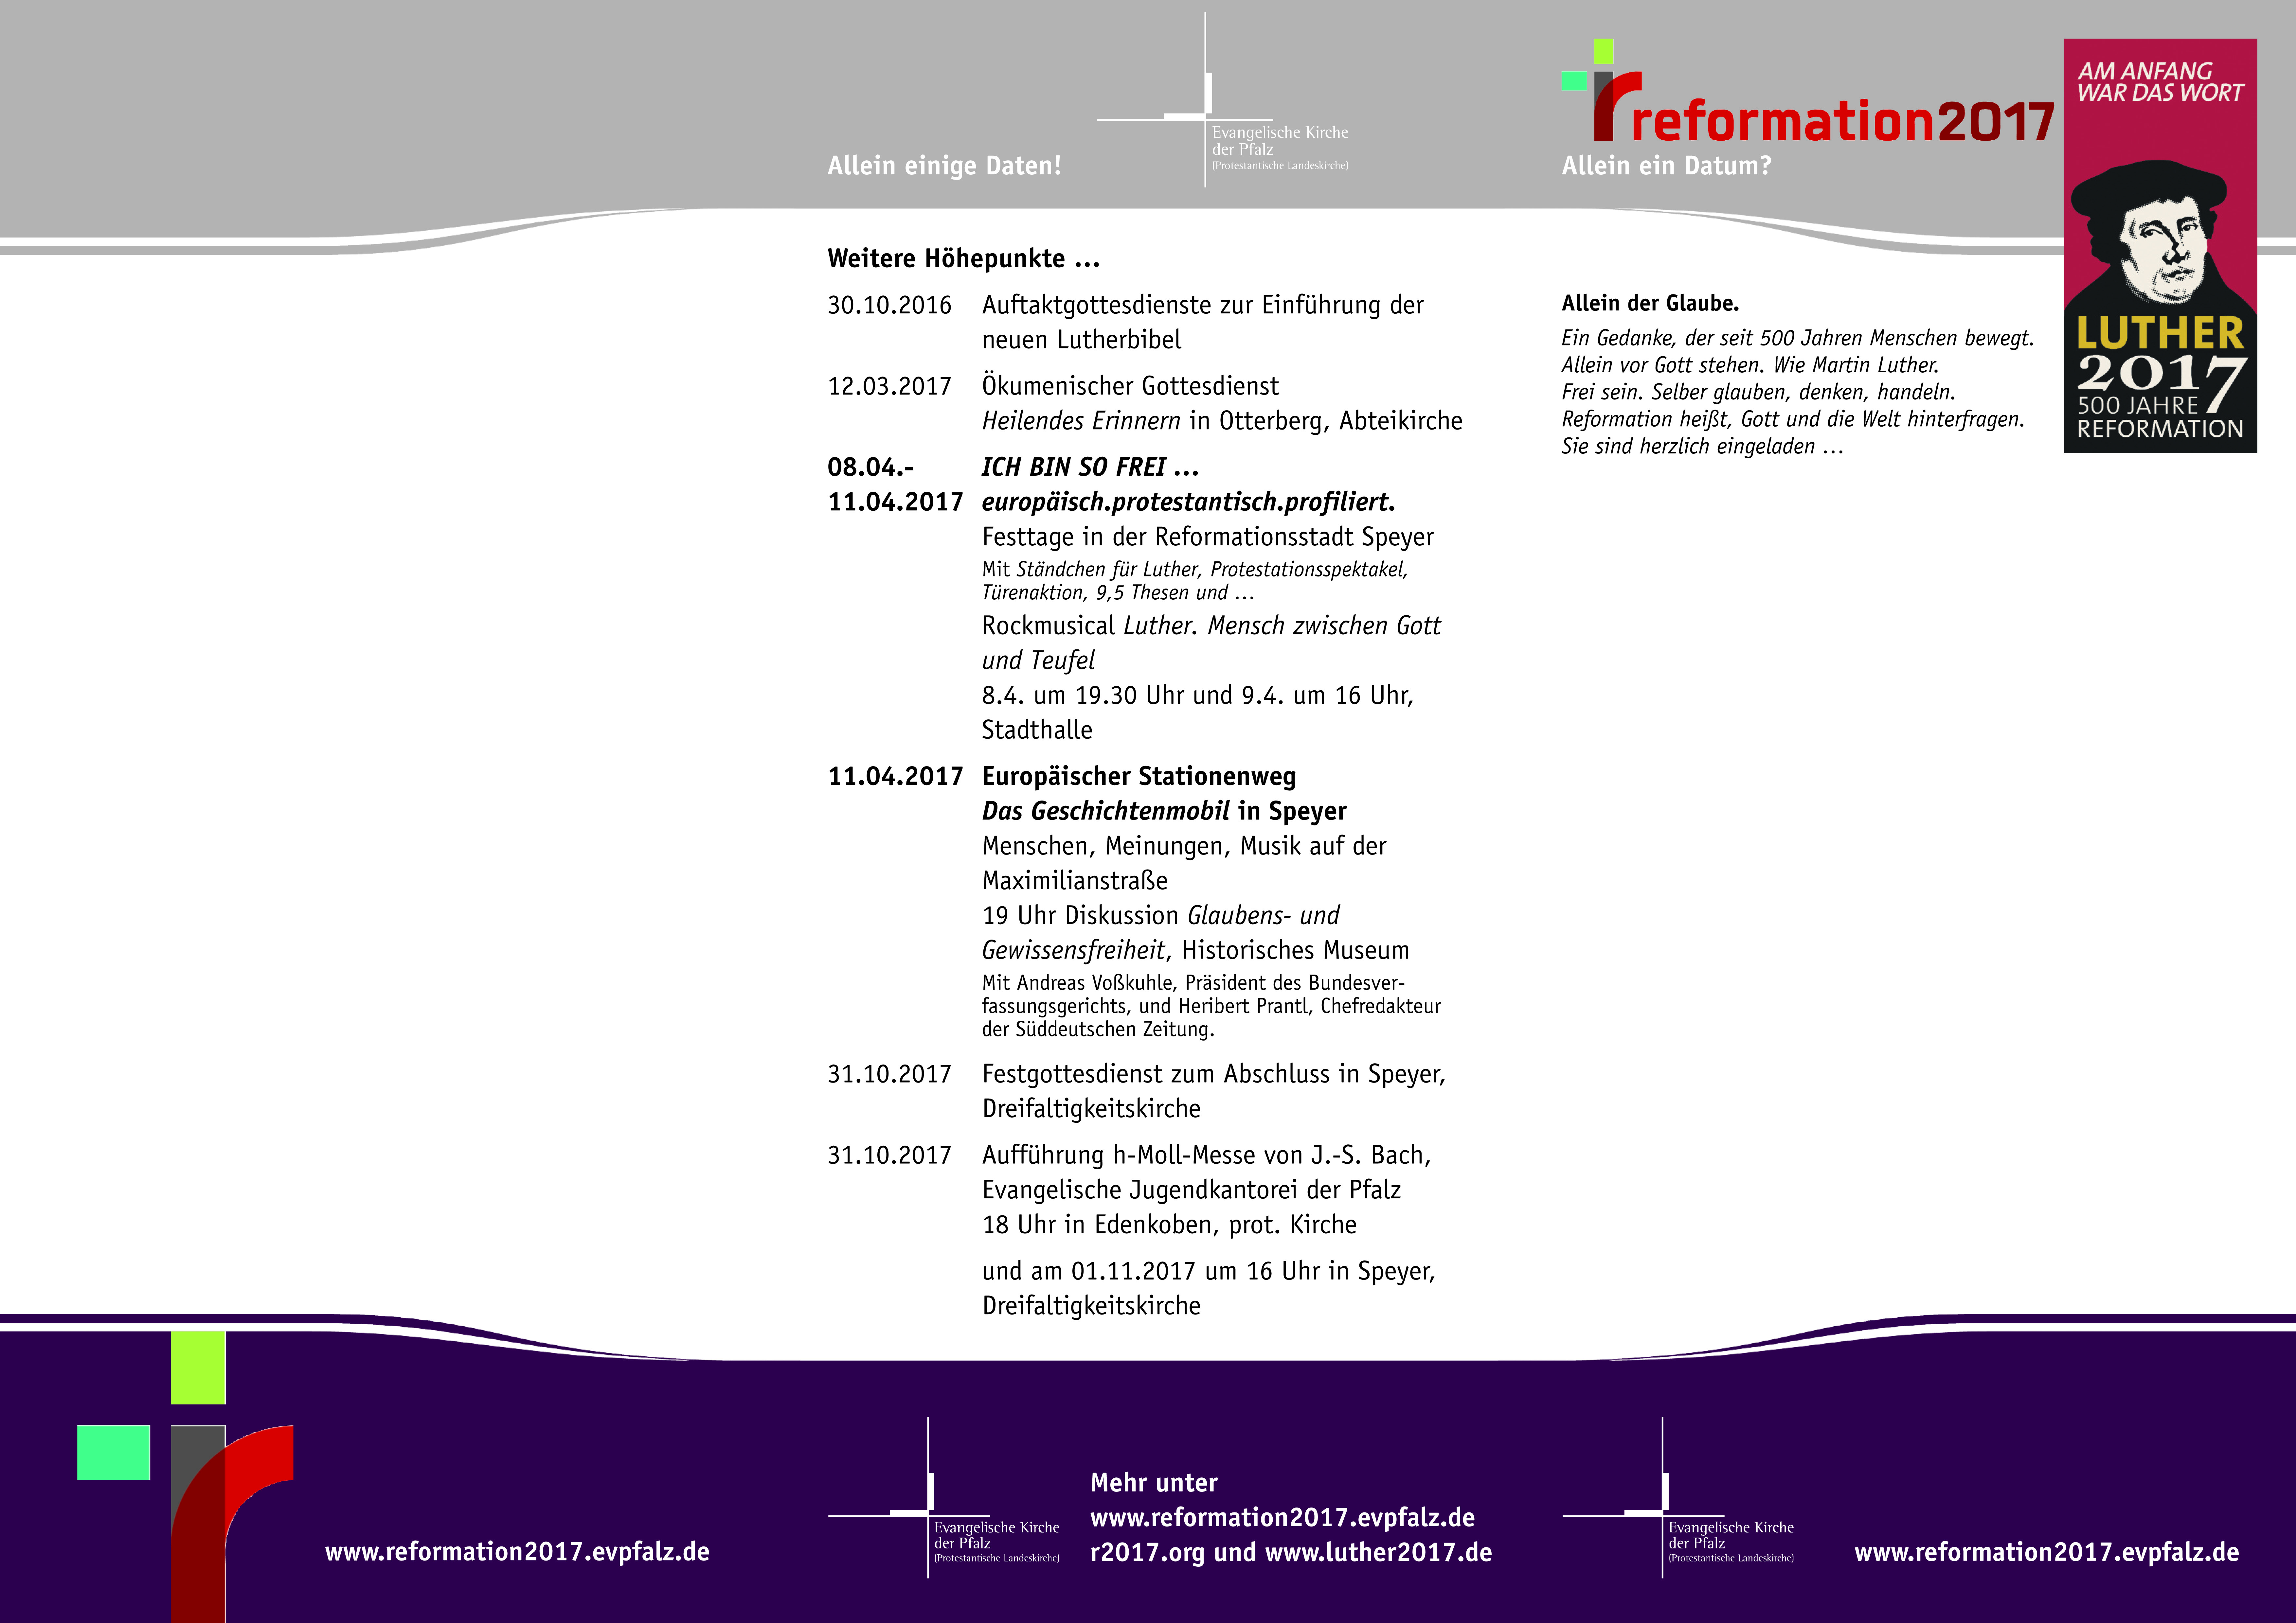 Allein einige Daten!
Evangelische Kirche
der Pfalz
(Protestantische Landeskirche)
Weitere Höhepunkte ...
30.10.2016 Auftaktgottesdienste zur Einführung der
neuen Lutherbibel
12.03.2017 Ökumenischer Gottesdienst
Heilendes Erinnern in Otterberg, Abteikirche
08.04.- ICH BIN SO FREI ...
11.04.2017 europäisch.protestantisch.profiliert.
Festtage in der Reformationsstadt Speyer
Mit Ständchen für Luther, Protestationsspektakel,
Türenaktion, 9,5 Thesen und ...
Rockmusical Luther. Mensch zwischen Gott
und Teufel
8.4. um 19.30 Uhr und 9.4. um 16 Uhr,
Stadthalle
11.04.2017 Europäischer Stationenweg
Das Geschichtenmobil in Speyer
Menschen, Meinungen, Musik auf der
Maximilianstraße
19 Uhr Diskussion Glaubens- und
Gewissensfreiheit, Historisches Museum
Mit Andreas Voßkuhle, Präsident des Bundesver-
fassungsgerichts, und Heribert Prantl, Chefredakteur
der Süddeutschen Zeitung.
31.10.2017 Festgottesdienst zum Abschluss in Speyer,
Dreifaltigkeitskirche
31.10.2017 Aufführung h-Moll-Messe von J.-S. Bach,
Evangelische Jugendkantorei der Pfalz
18 Uhr in Edenkoben, prot. Kirche
und am 01.11.2017 um 16 Uhr in Speyer,
Dreifaltigkeitskirche
reformation2017
Allein ein Datum?
Allein der Glaube.
Ein Gedanke, der seit 500 Jahren Menschen bewegt.
Allein vor Gott stehen. Wie Martin Luther.
Frei sein. Selber glauben, denken, handeln.
Reformation heißt, Gott und die Welt hinterfragen.
Sie sind herzlich eingeladen ...
AM ANFANG
WAR DAS WORT
LUTHER
2017
500 JAHRE
REFORMATION
www.reformation2017.evpfalz.de
Evangelische Kirche
der Pfalz
(Protestantische Landeskirche)
Mehr unter
www.reformation2017.evpfalz.de
r2017.org und www.luther2017.de
Evangelische Kirche
der Pfalz
(Protestantische Landeskirche)
www.reformation2017.evpfalz.de